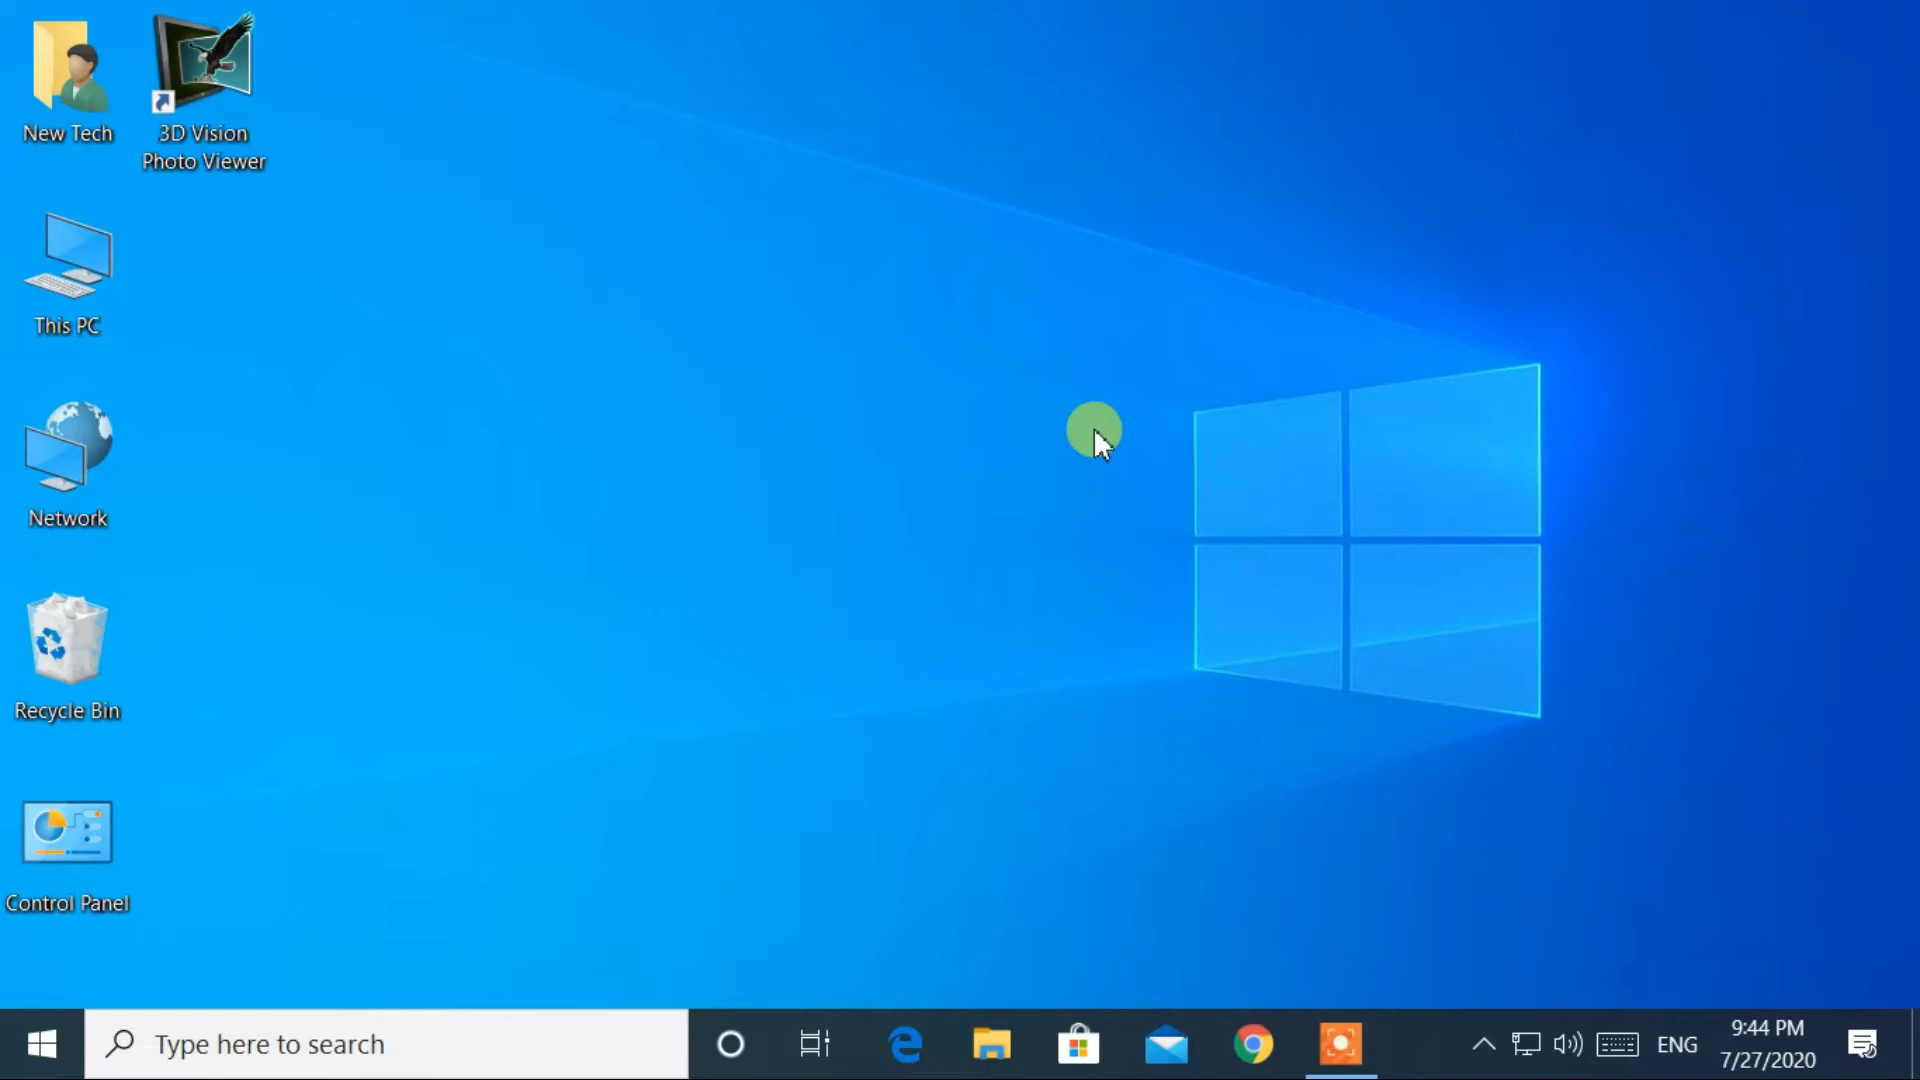 New Tech
3D Vision
Photo Viewer
This PC
Network
Recycle Bin
Control Panel
Type here to search
ENG
9:44 PM
7/27/2020